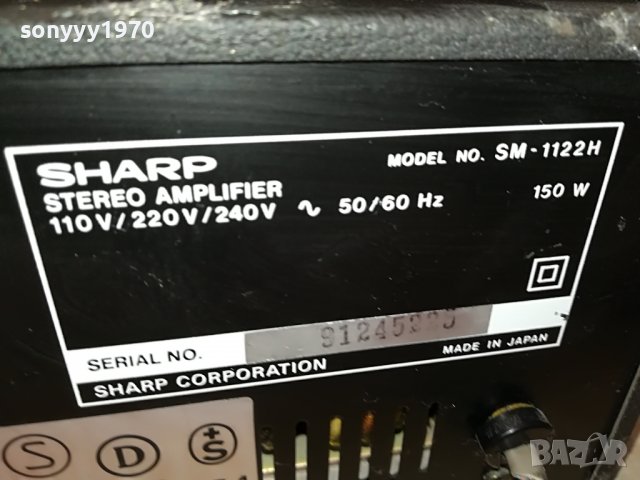 sonyyy1970
SHARP
STEREO AMPLIFIER
110V/220V/240V ∿ 50/60 Hz
MODEL NO. SM-1122H
150 W
SERIAL NO.
MADE IN JAPAN
SHARP CORPORATION
S D +S
BAZAR